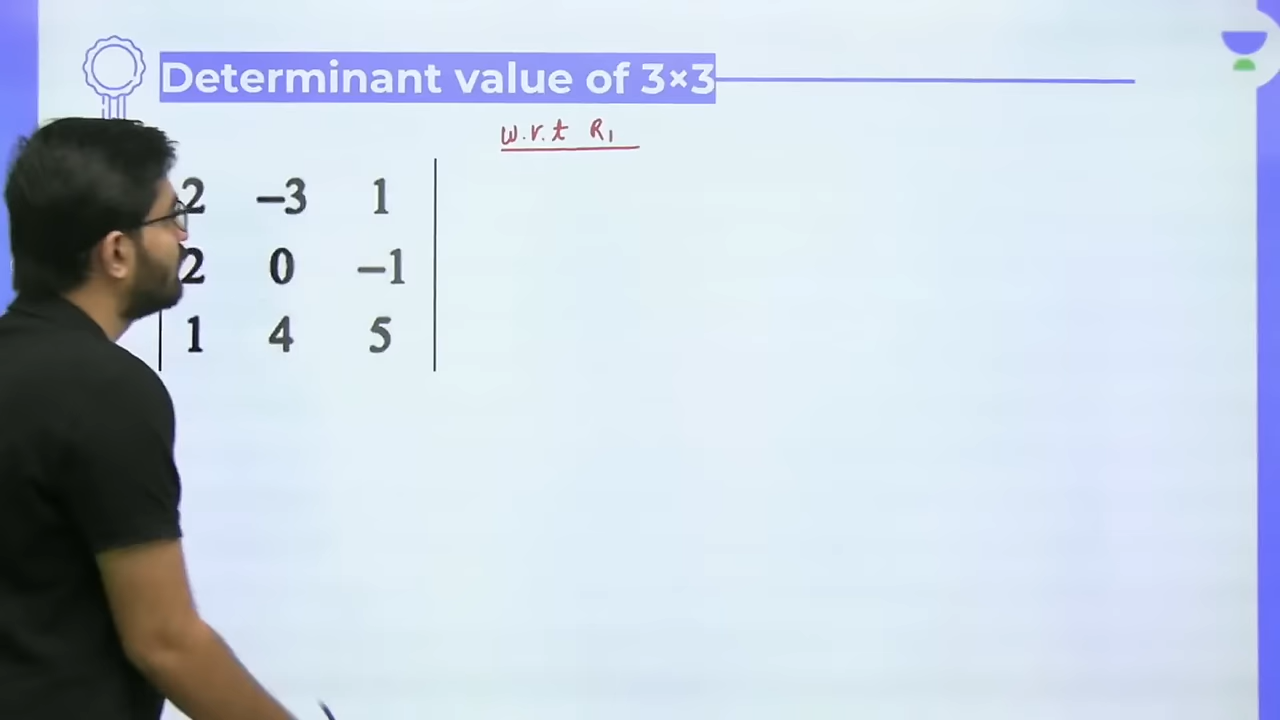 Determinant value of 3×3
w.r.t R₁
2 −3 1
2 0 −1
1 4 5